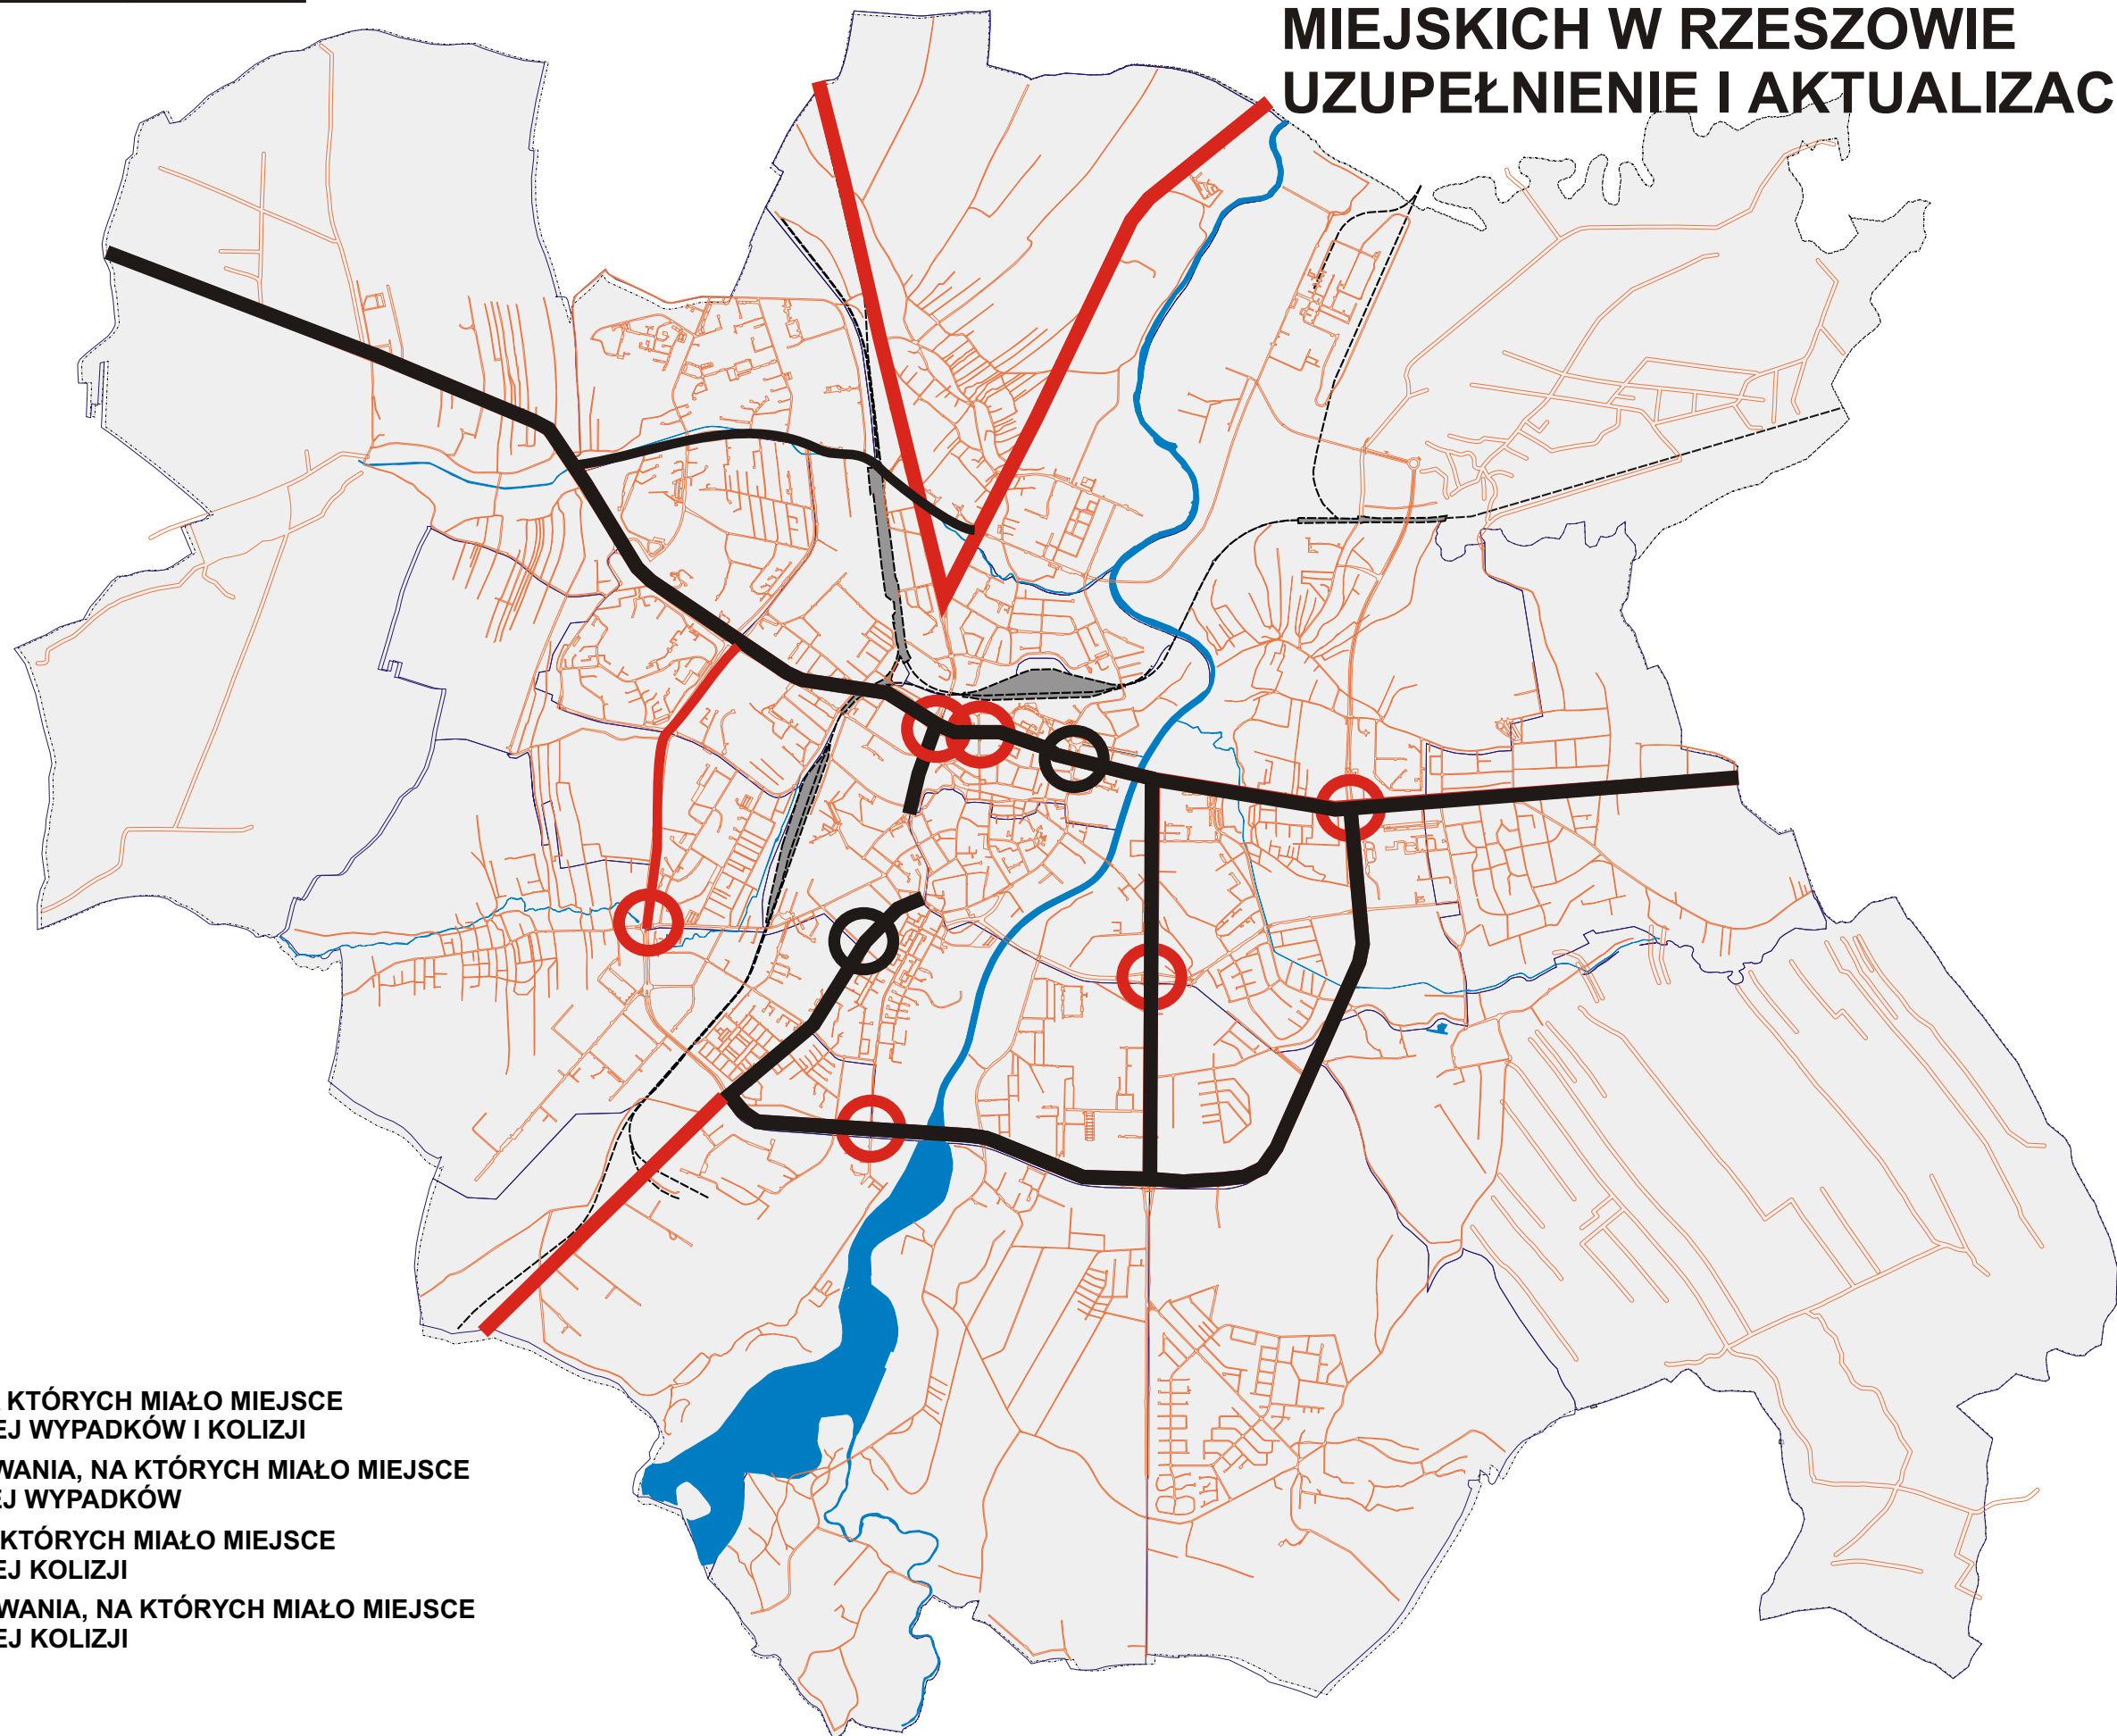 MIEJSKICH W RZESZOWIE
UZUPEŁNIENIE I AKTUALIZAC
KTÓRYCH MIAŁO MIEJSCE
EJ WYPADKÓW I KOLIZJI
WANIA, NA KTÓRYCH MIAŁO MIEJSCE
EJ WYPADKÓW
KTÓRYCH MIAŁO MIEJSCE
EJ KOLIZJI
WANIA, NA KTÓRYCH MIAŁO MIEJSCE
EJ KOLIZJI